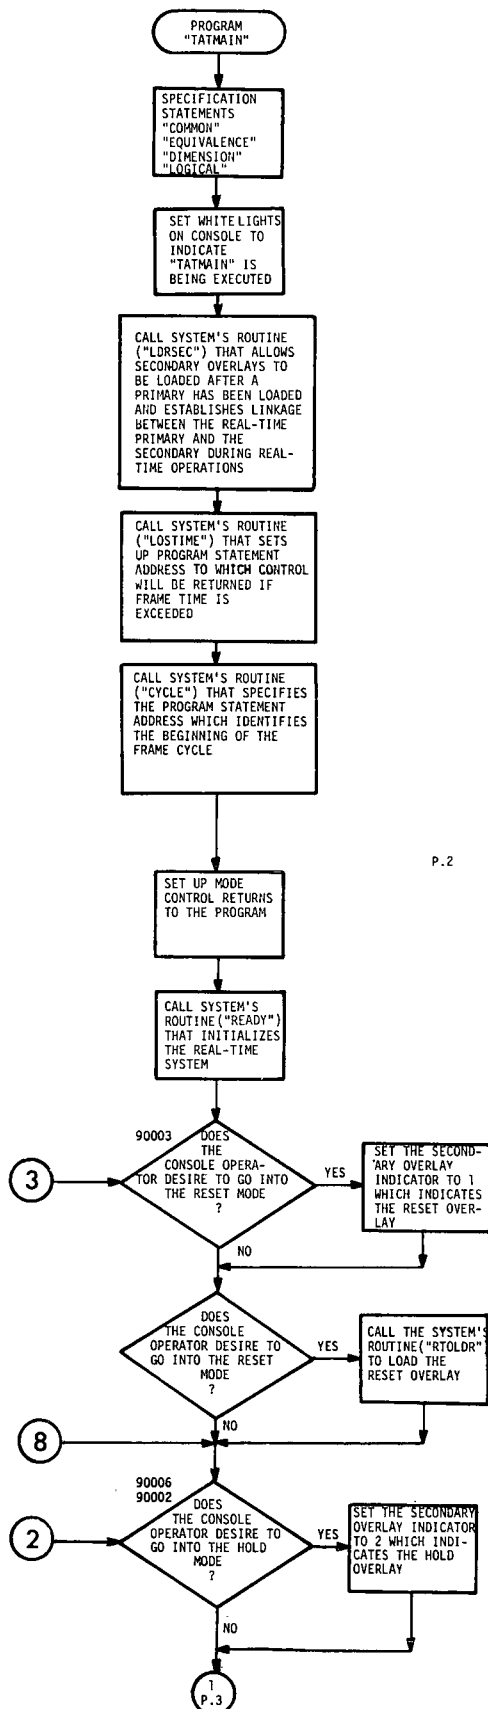 PROGRAM
"TATMAIN"
SPECIFICATION
STATEMENTS
"COMMON"
"EQUIVALENCE"
"DIMENSION"
"LOGICAL"
SET WHITE LIGHTS
ON CONSOLE TO
INDICATE
"TATMAIN" IS
BEING EXECUTED
CALL SYSTEM'S ROUTINE
("LDRSEC") THAT ALLOWS
SECONDARY OVERLAYS TO
BE LOADED AFTER A
PRIMARY HAS BEEN LOADED
AND ESTABLISHES LINKAGE
BETWEEN THE REAL-TIME
PRIMARY AND THE
SECONDARY DURING REAL-
TIME OPERATIONS
CALL SYSTEM'S ROUTINE
("LOSTIME") THAT SETS
UP PROGRAM STATEMENT
ADDRESS TO WHICH CONTROL
WILL BE RETURNED IF
FRAME TIME IS
EXCEEDED
CALL SYSTEM'S ROUTINE
("CYCLE") THAT SPECIFIES
THE PROGRAM STATEMENT
ADDRESS WHICH IDENTIFIES
THE BEGINNING OF THE
FRAME CYCLE
P.2
SET UP MODE
CONTROL RETURNS
TO THE PROGRAM
CALL SYSTEM'S
ROUTINE("READY")
THAT INITIALIZES
THE REAL-TIME
SYSTEM
90003
DOES
THE
CONSOLE OPERA-
TOR DESIRE TO GO INTO
THE RESET MODE
?
3
YES
SET THE SECOND-
ARY OVERLAY
INDICATOR TO 1
WHICH INDICATES
THE RESET OVER-
LAY
NO
DOES
THE CONSOLE
OPERATOR DESIRE TO
GO INTO THE RESET
MODE
?
YES
CALL THE SYSTEM'S
ROUTINE("RTOLDR")
TO LOAD THE
RESET OVERLAY
NO
8
90006
90002
DOES
THE CONSOLE
OPERATOR DESIRE TO
GO INTO THE HOLD
MODE
?
2
YES
SET THE SECONDARY
OVERLAY INDICATOR
TO 2 WHICH INDI-
CATES THE HOLD
OVERLAY
NO
1
P.3